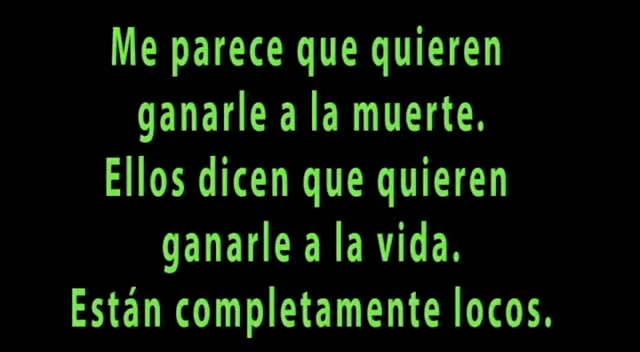 Me parece que quieren
ganarle a la muerte.
Ellos dicen que quieren
ganarle a la vida.
Están completamente locos.